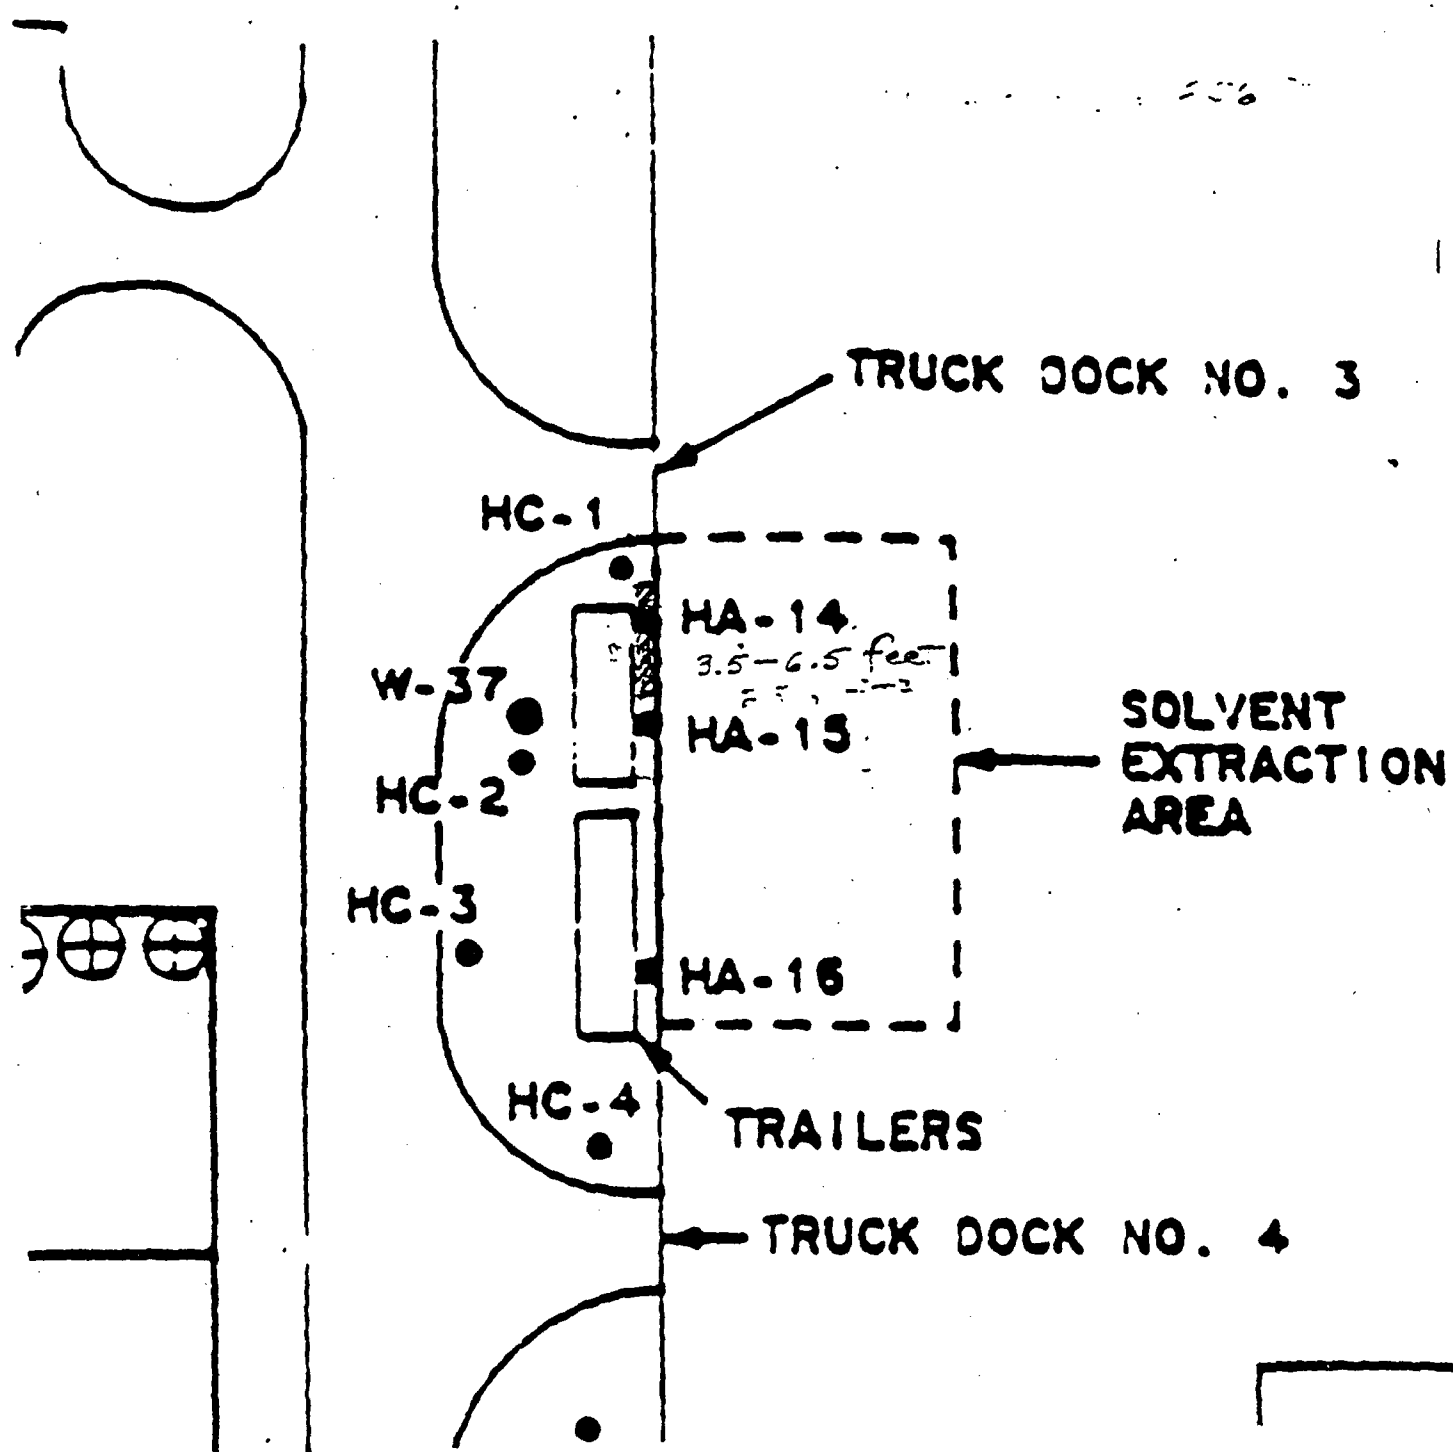 TRUCK DOCK NO. 3
HC-1
HA-14
3.5-6.5 feet
W-37
HA-15
SOLVENT
EXTRACTION
AREA
HC-2
HC-3
HA-16
HC-4
TRAILERS
TRUCK DOCK NO. 4